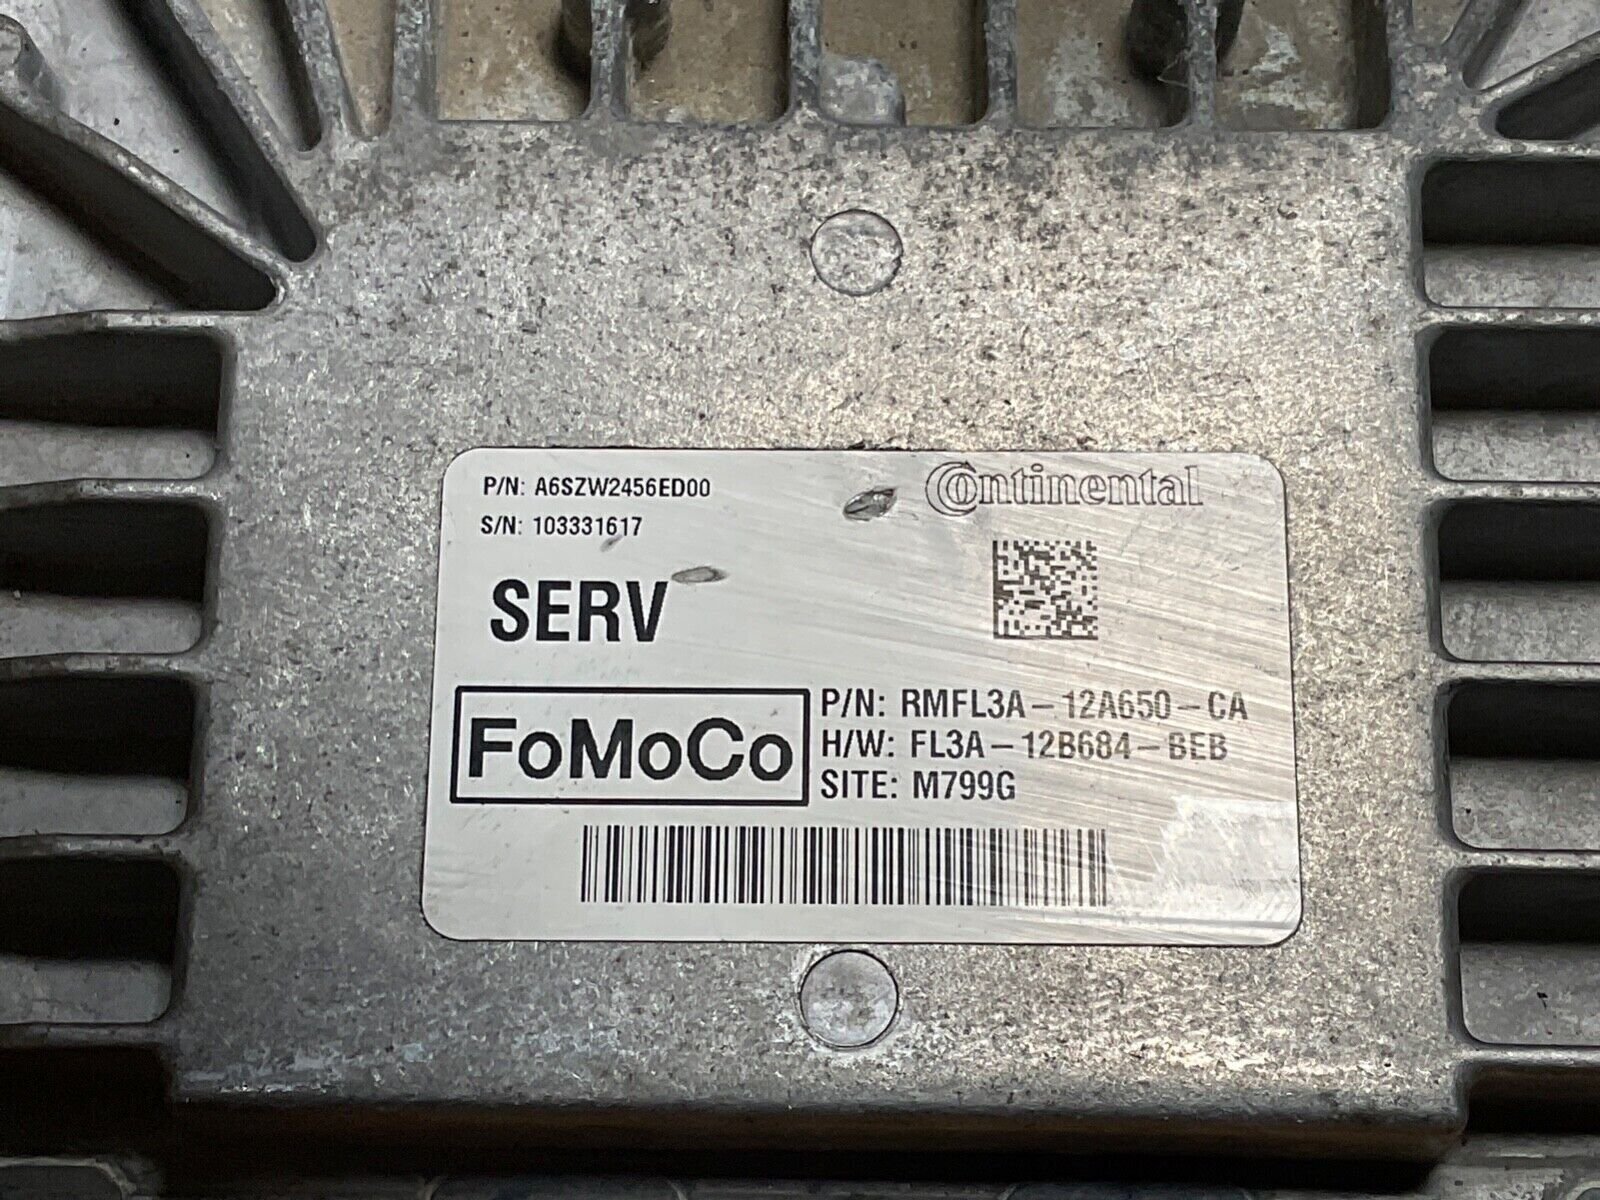 P/N: A6SZW2456ED00
Continental
S/N: 103331617
SERV
FoMoCo
P/N: RMFL3A-12A650-CA
H/W: FL3A-12B684-BEB
SITE: M799G